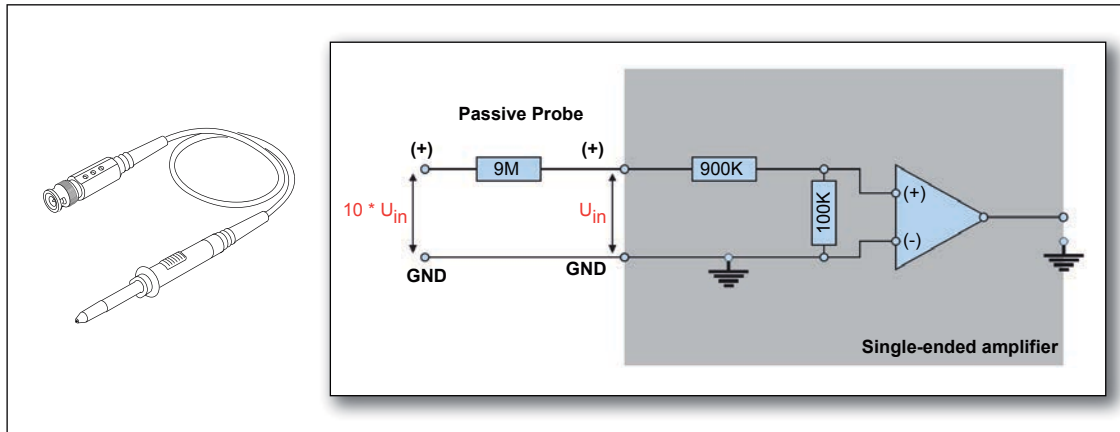 Passive Probe
(+)
(+)
9M
900K
100K
(+)
(-)
10 * Uin
Uin
GND
GND
Single-ended amplifier